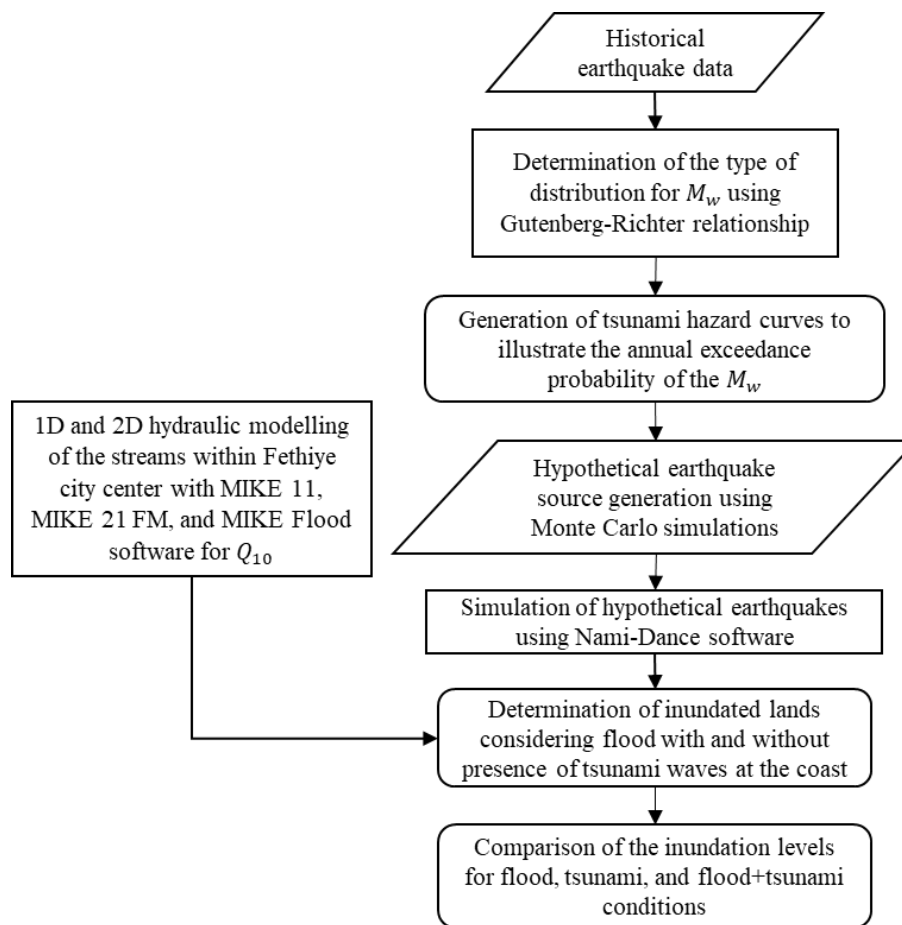 Historical
earthquake data
Determination of the type of
distribution for M_w using
Gutenberg-Richter relationship
Generation of tsunami hazard curves to
illustrate the annual exceedance
probability of the M_w
1D and 2D hydraulic modelling
of the streams within Fethiye
city center with MIKE 11,
MIKE 21 FM, and MIKE Flood
software for Q_10
Hypothetical earthquake
source generation using
Monte Carlo simulations
Simulation of hypothetical earthquakes
using Nami-Dance software
Determination of inundated lands
considering flood with and without
presence of tsunami waves at the coast
Comparison of the inundation levels
for flood, tsunami, and flood+tsunami
conditions